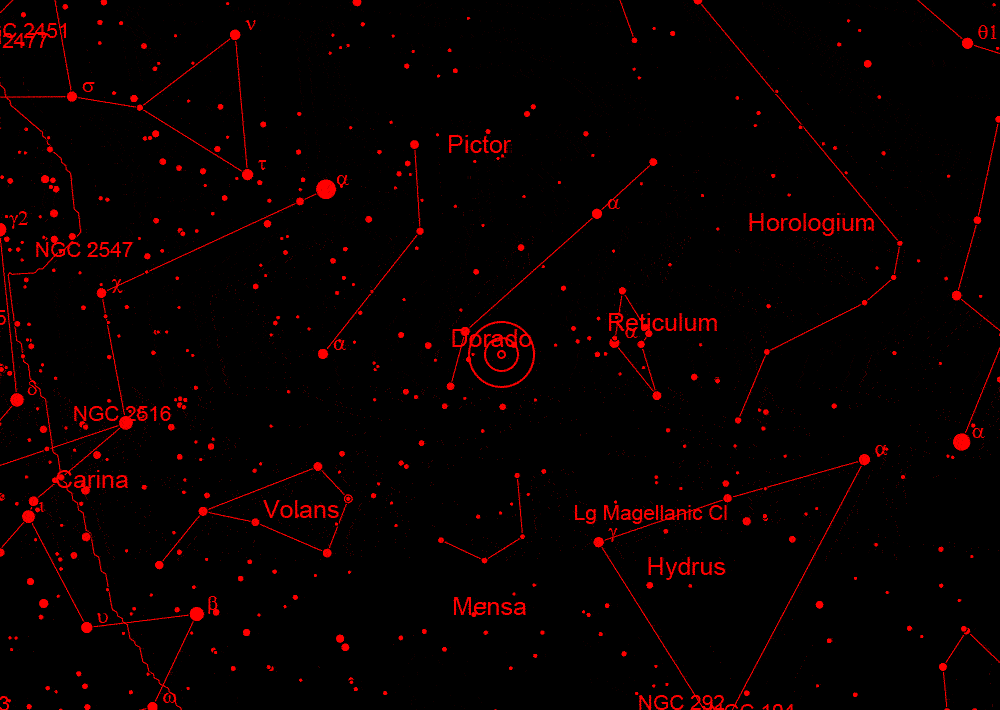 ν
θ1
GC 2451
2477
σ
Pictor
τ
α
α
γ2
Horologium
NGC 2547
χ
Reticulum
α
Dorado
α
δ
NGC 2516
ε
α
α
Carina
ι
Volans
Lg Magellanic Cl
γ
Hydrus
Mensa
β
υ
ω
NGC 292